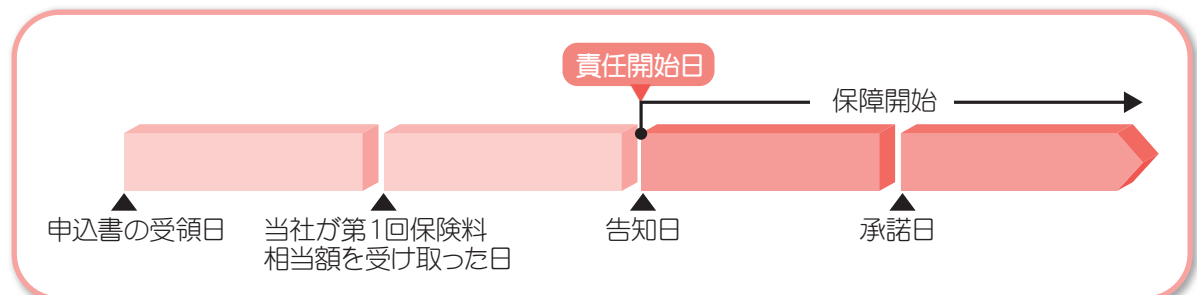 責任開始日
保障開始
申込書の受領日
当社が第1回保険料
相当額を受け取った日
告知日
承諾日